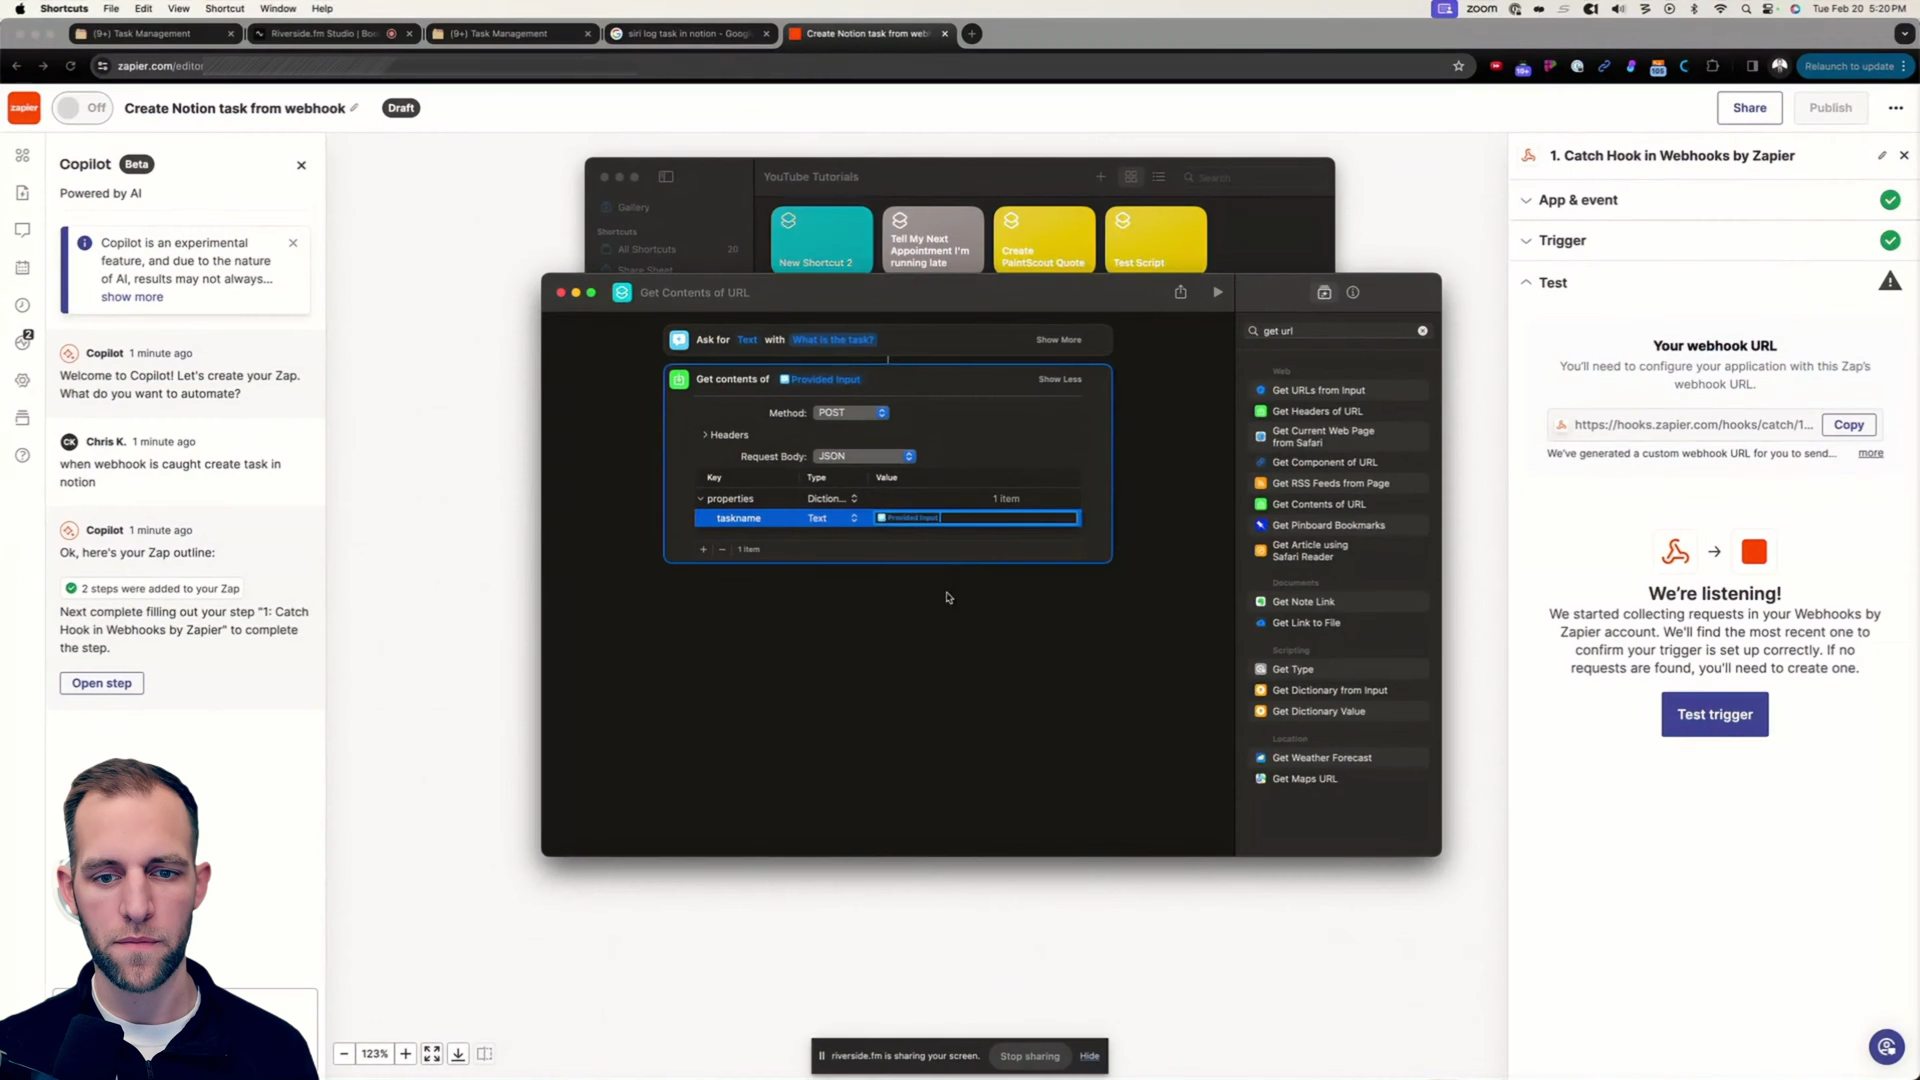 Shortcuts File Edit View Shortcut Window Help
zoom
Tue Feb 20 5:20 PM
(9+) Task Management
Riverside.fm Studio | Boo
(9+) Task Management
siri log task in notion - Google
Create Notion task from web
zapier.com/editor
Relaunch to update
zapier
Off
Create Notion task from webhook
Draft
Share
Publish
Copilot Beta
Powered by AI
Copilot is an experimental
feature, and due to the nature
of AI, results may not always...
show more
Copilot 1 minute ago
Welcome to Copilot! Let's create your Zap.
What do you want to automate?
CK Chris K. 1 minute ago
when webhook is caught create task in
notion
Copilot 1 minute ago
Ok, here's your Zap outline:
2 steps were added to your Zap
Next complete filling out your step "1: Catch
Hook in Webhooks by Zapier" to complete
the step.
Open step
2
123%
YouTube Tutorials
Search
Gallery
Shortcuts
All Shortcuts 20
Share Sheet
New Shortcut 2
Tell My Next
Appointment I'm
running late
Create
PaintScout Quote
Test Script
Get Contents of URL
Ask for Text with What is the task?
Show More
Get contents of Provided Input
Show Less
Method: POST
Headers
Request Body: JSON
Key Type Value
properties Diction... 1 item
taskname Text Provided Input
1 item
get url
Web
Get URLs from Input
Get Headers of URL
Get Current Web Page
from Safari
Get Component of URL
Get RSS Feeds from Page
Get Contents of URL
Get Pinboard Bookmarks
Get Article using
Safari Reader
Documents
Get Note Link
Get Link to File
Scripting
Get Type
Get Dictionary from Input
Get Dictionary Value
Location
Get Weather Forecast
Get Maps URL
riverside.fm is sharing your screen.
Stop sharing
Hide
1. Catch Hook in Webhooks by Zapier
App & event
Trigger
Test
Your webhook URL
You'll need to configure your application with this Zap's
webhook URL.
https://hooks.zapier.com/hooks/catch/1...
Copy
We've generated a custom webhook URL for you to send...
more
We're listening!
We started collecting requests in your Webhooks by
Zapier account. We'll find the most recent one to
confirm your trigger is set up correctly. If no
requests are found, you'll need to create one.
Test trigger